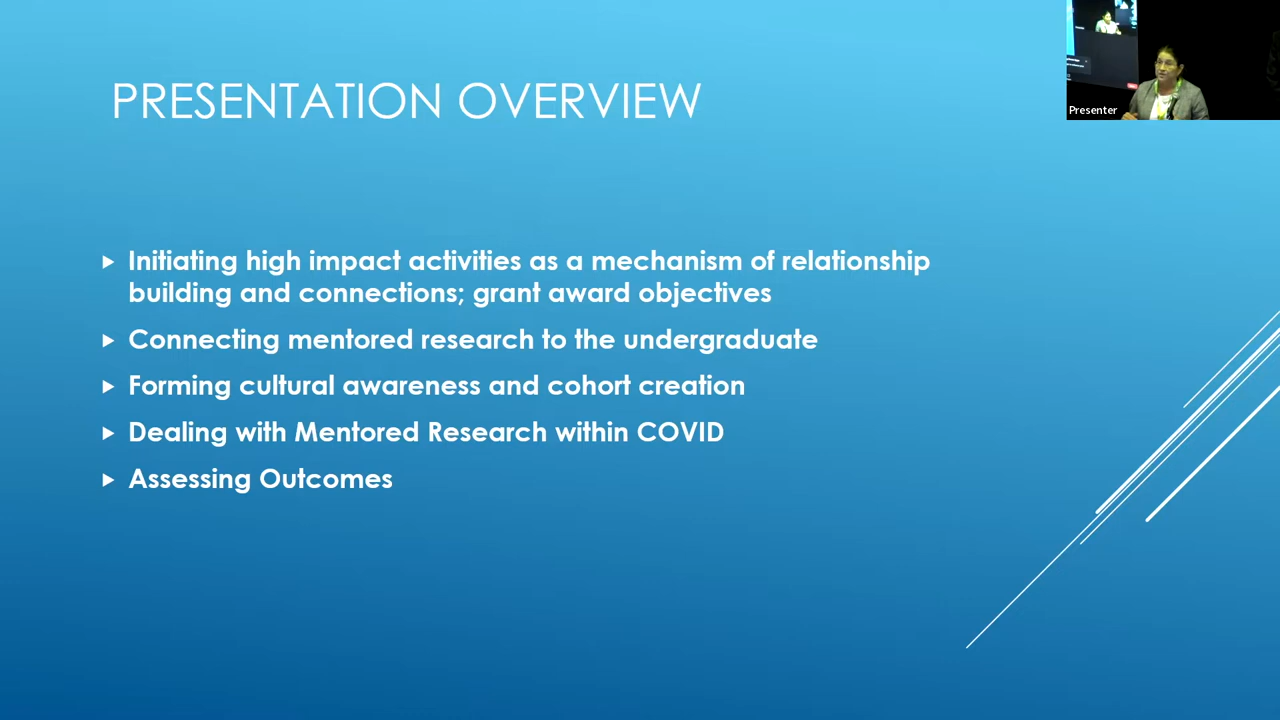 PRESENTATION OVERVIEW
Initiating high impact activities as a mechanism of relationship
building and connections; grant award objectives
Connecting mentored research to the undergraduate
Forming cultural awareness and cohort creation
Dealing with Mentored Research within COVID
Assessing Outcomes
Presenter